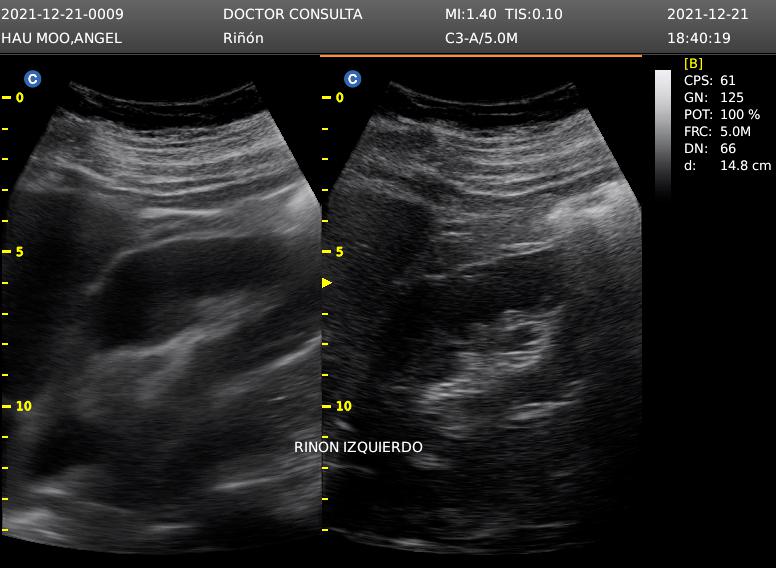 2021-12-21-0009 DOCTOR CONSULTA MI:1.40 TIS:0.10 2021-12-21
HAU MOO,ANGEL Riñón C3-A/5.0M 18:40:19
[B]
C C CPS: 61
0 0 GN: 125
POT: 100 %
FRC: 5.0M
DN: 66
d: 14.8 cm
5 5
10 10
RINON IZQUIERDO